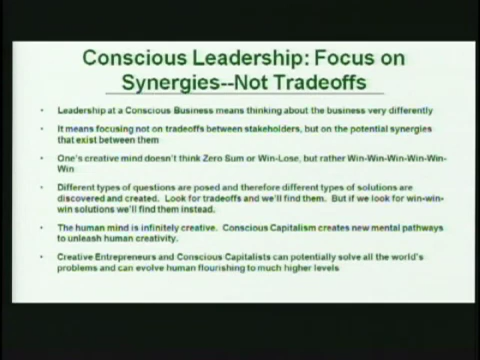 Conscious Leadership: Focus on
Synergies--Not Tradeoffs
• Leadership at a Conscious Business means thinking about the business very differently
• It means focusing not on tradeoffs between stakeholders, but on the potential synergies
that exist between them
• One's creative mind doesn't think Zero Sum or Win-Lose, but rather Win-Win-Win-Win-Win-
Win
• Different types of questions are posed and therefore different types of solutions are
discovered and created. Look for tradeoffs and we'll find them. But if we look for win-win-
win solutions we'll find them instead.
• The human mind is infinitely creative. Conscious Capitalism creates new mental pathways
to unleash human creativity.
• Creative Entrepreneurs and Conscious Capitalists can potentially solve all the world's
problems and can evolve human flourishing to much higher levels